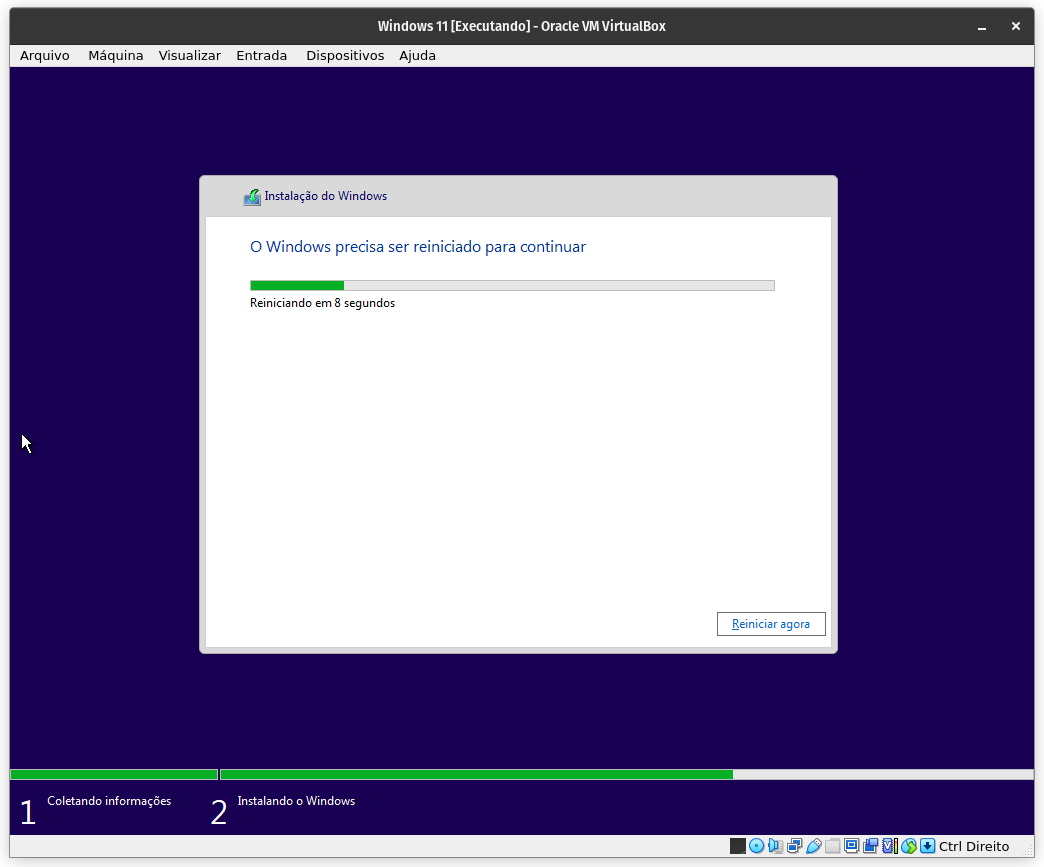 Windows 11 [Executando] - Oracle VM VirtualBox
Arquivo Máquina Visualizar Entrada Dispositivos Ajuda
Instalação do Windows
O Windows precisa ser reiniciado para continuar
Reiniciando em 8 segundos
Reiniciar agora
1 Coletando informações 2 Instalando o Windows
Ctrl Direito